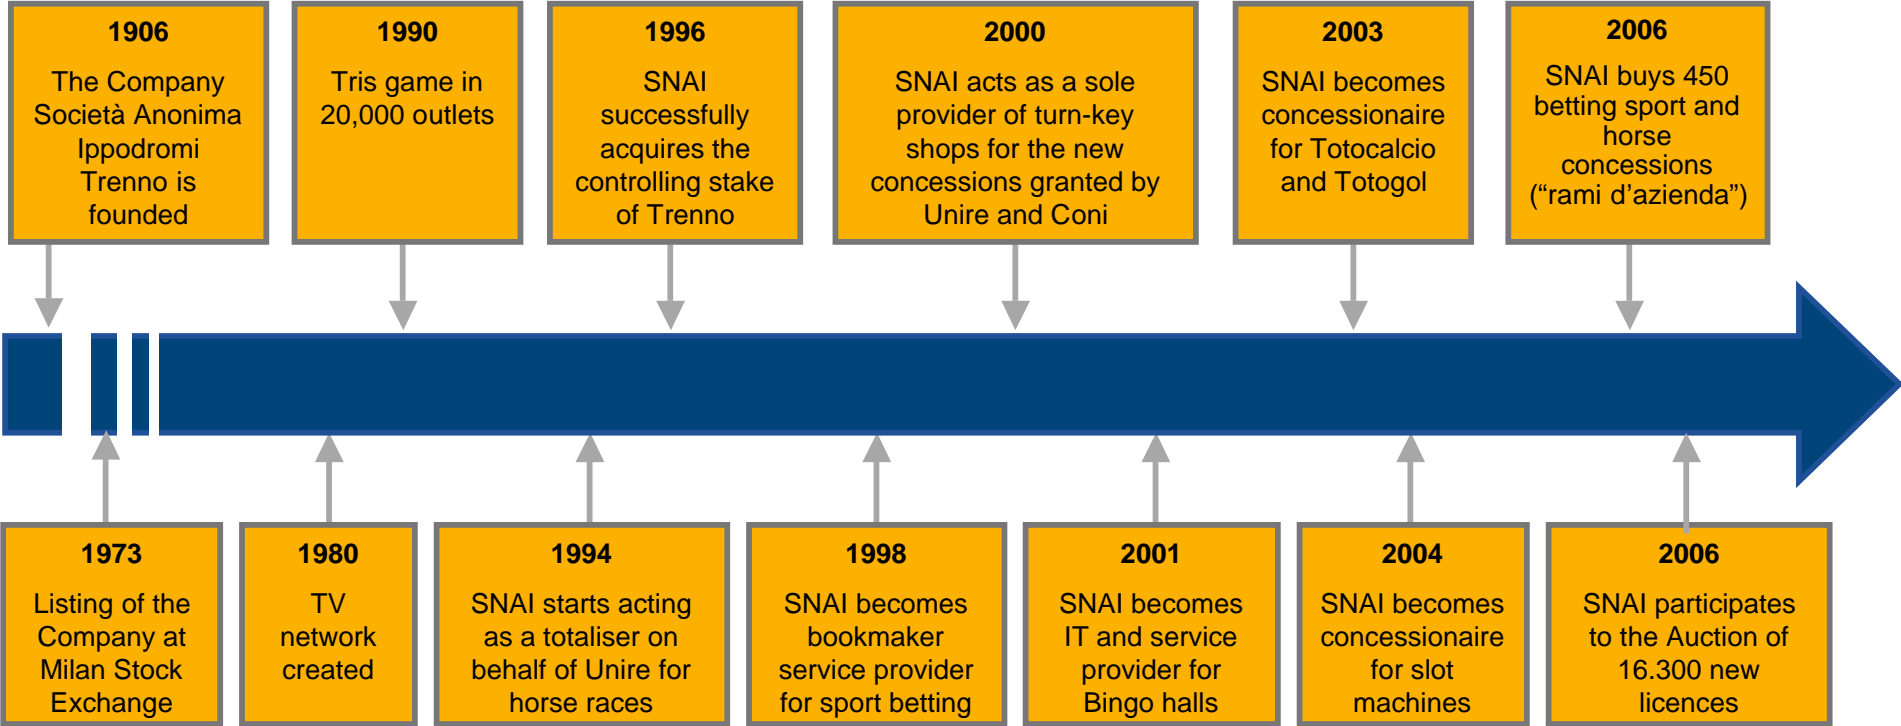 1906
The Company
Società Anonima
Ippodromi
Trenno is
founded
1990
Tris game in
20,000 outlets
1996
SNAI
successfully
acquires the
controlling stake
of Trenno
2000
SNAI acts as a sole
provider of turn-key
shops for the new
concessions granted by
Unire and Coni
2003
SNAI becomes
concessionaire
for Totocalcio
and Totogol
2006
SNAI buys 450
betting sport and
horse
concessions
(“rami d’azienda”)
1973
Listing of the
Company at
Milan Stock
Exchange
1980
TV
network
created
1994
SNAI starts acting
as a totaliser on
behalf of Unire for
horse races
1998
SNAI becomes
bookmaker
service provider
for sport betting
2001
SNAI becomes
IT and service
provider for
Bingo halls
2004
SNAI becomes
concessionaire
for slot
machines
2006
SNAI participates
to the Auction of
16.300 new
licences